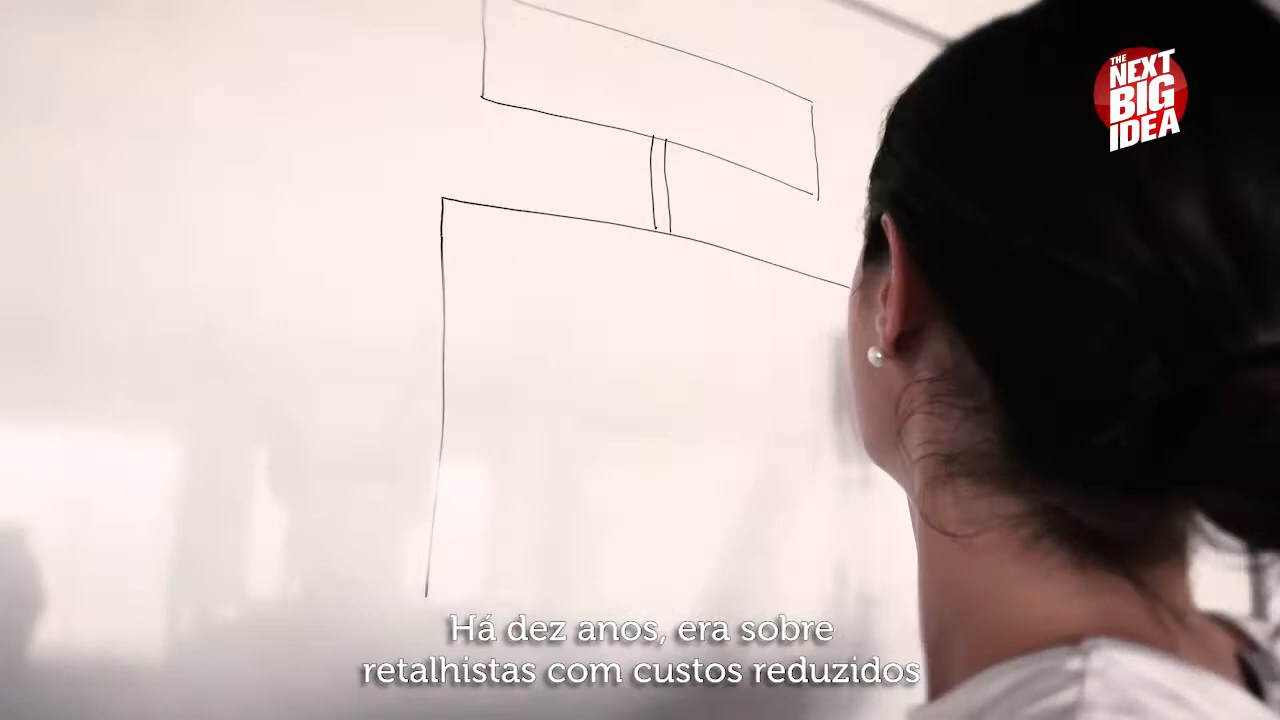 THE
NEXT
BIG
IDEA
Há dez anos, era sobre
retalhistas com custos reduzidos